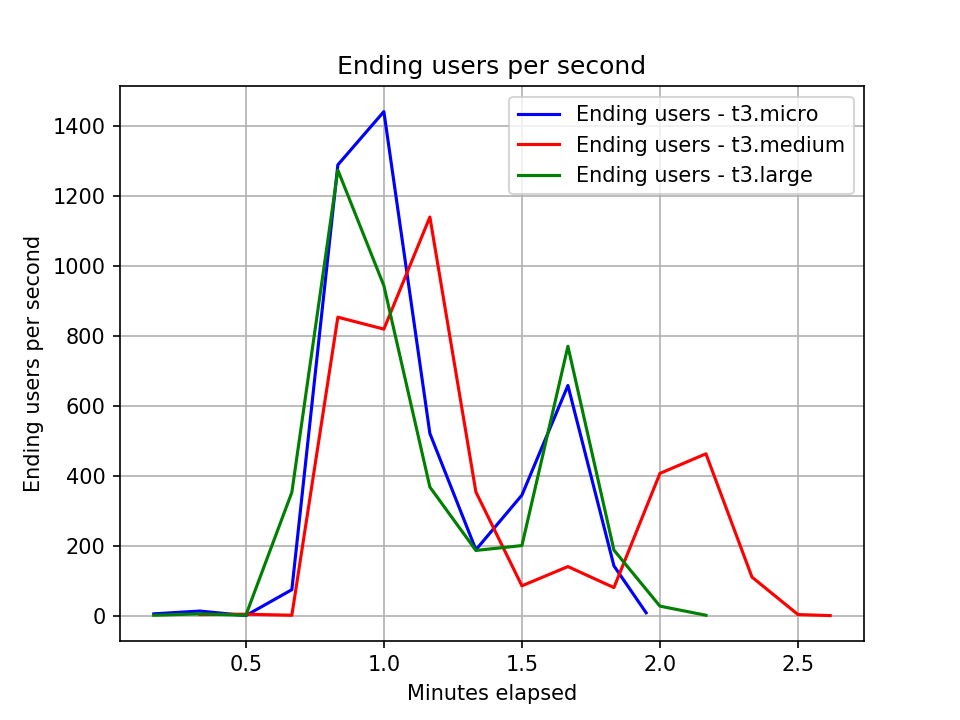 Ending users per second
Ending users - t3.micro
Ending users - t3.medium
Ending users - t3.large
Ending users per second
1400
1200
1000
800
600
400
200
0
0.5 1.0 1.5 2.0 2.5
Minutes elapsed